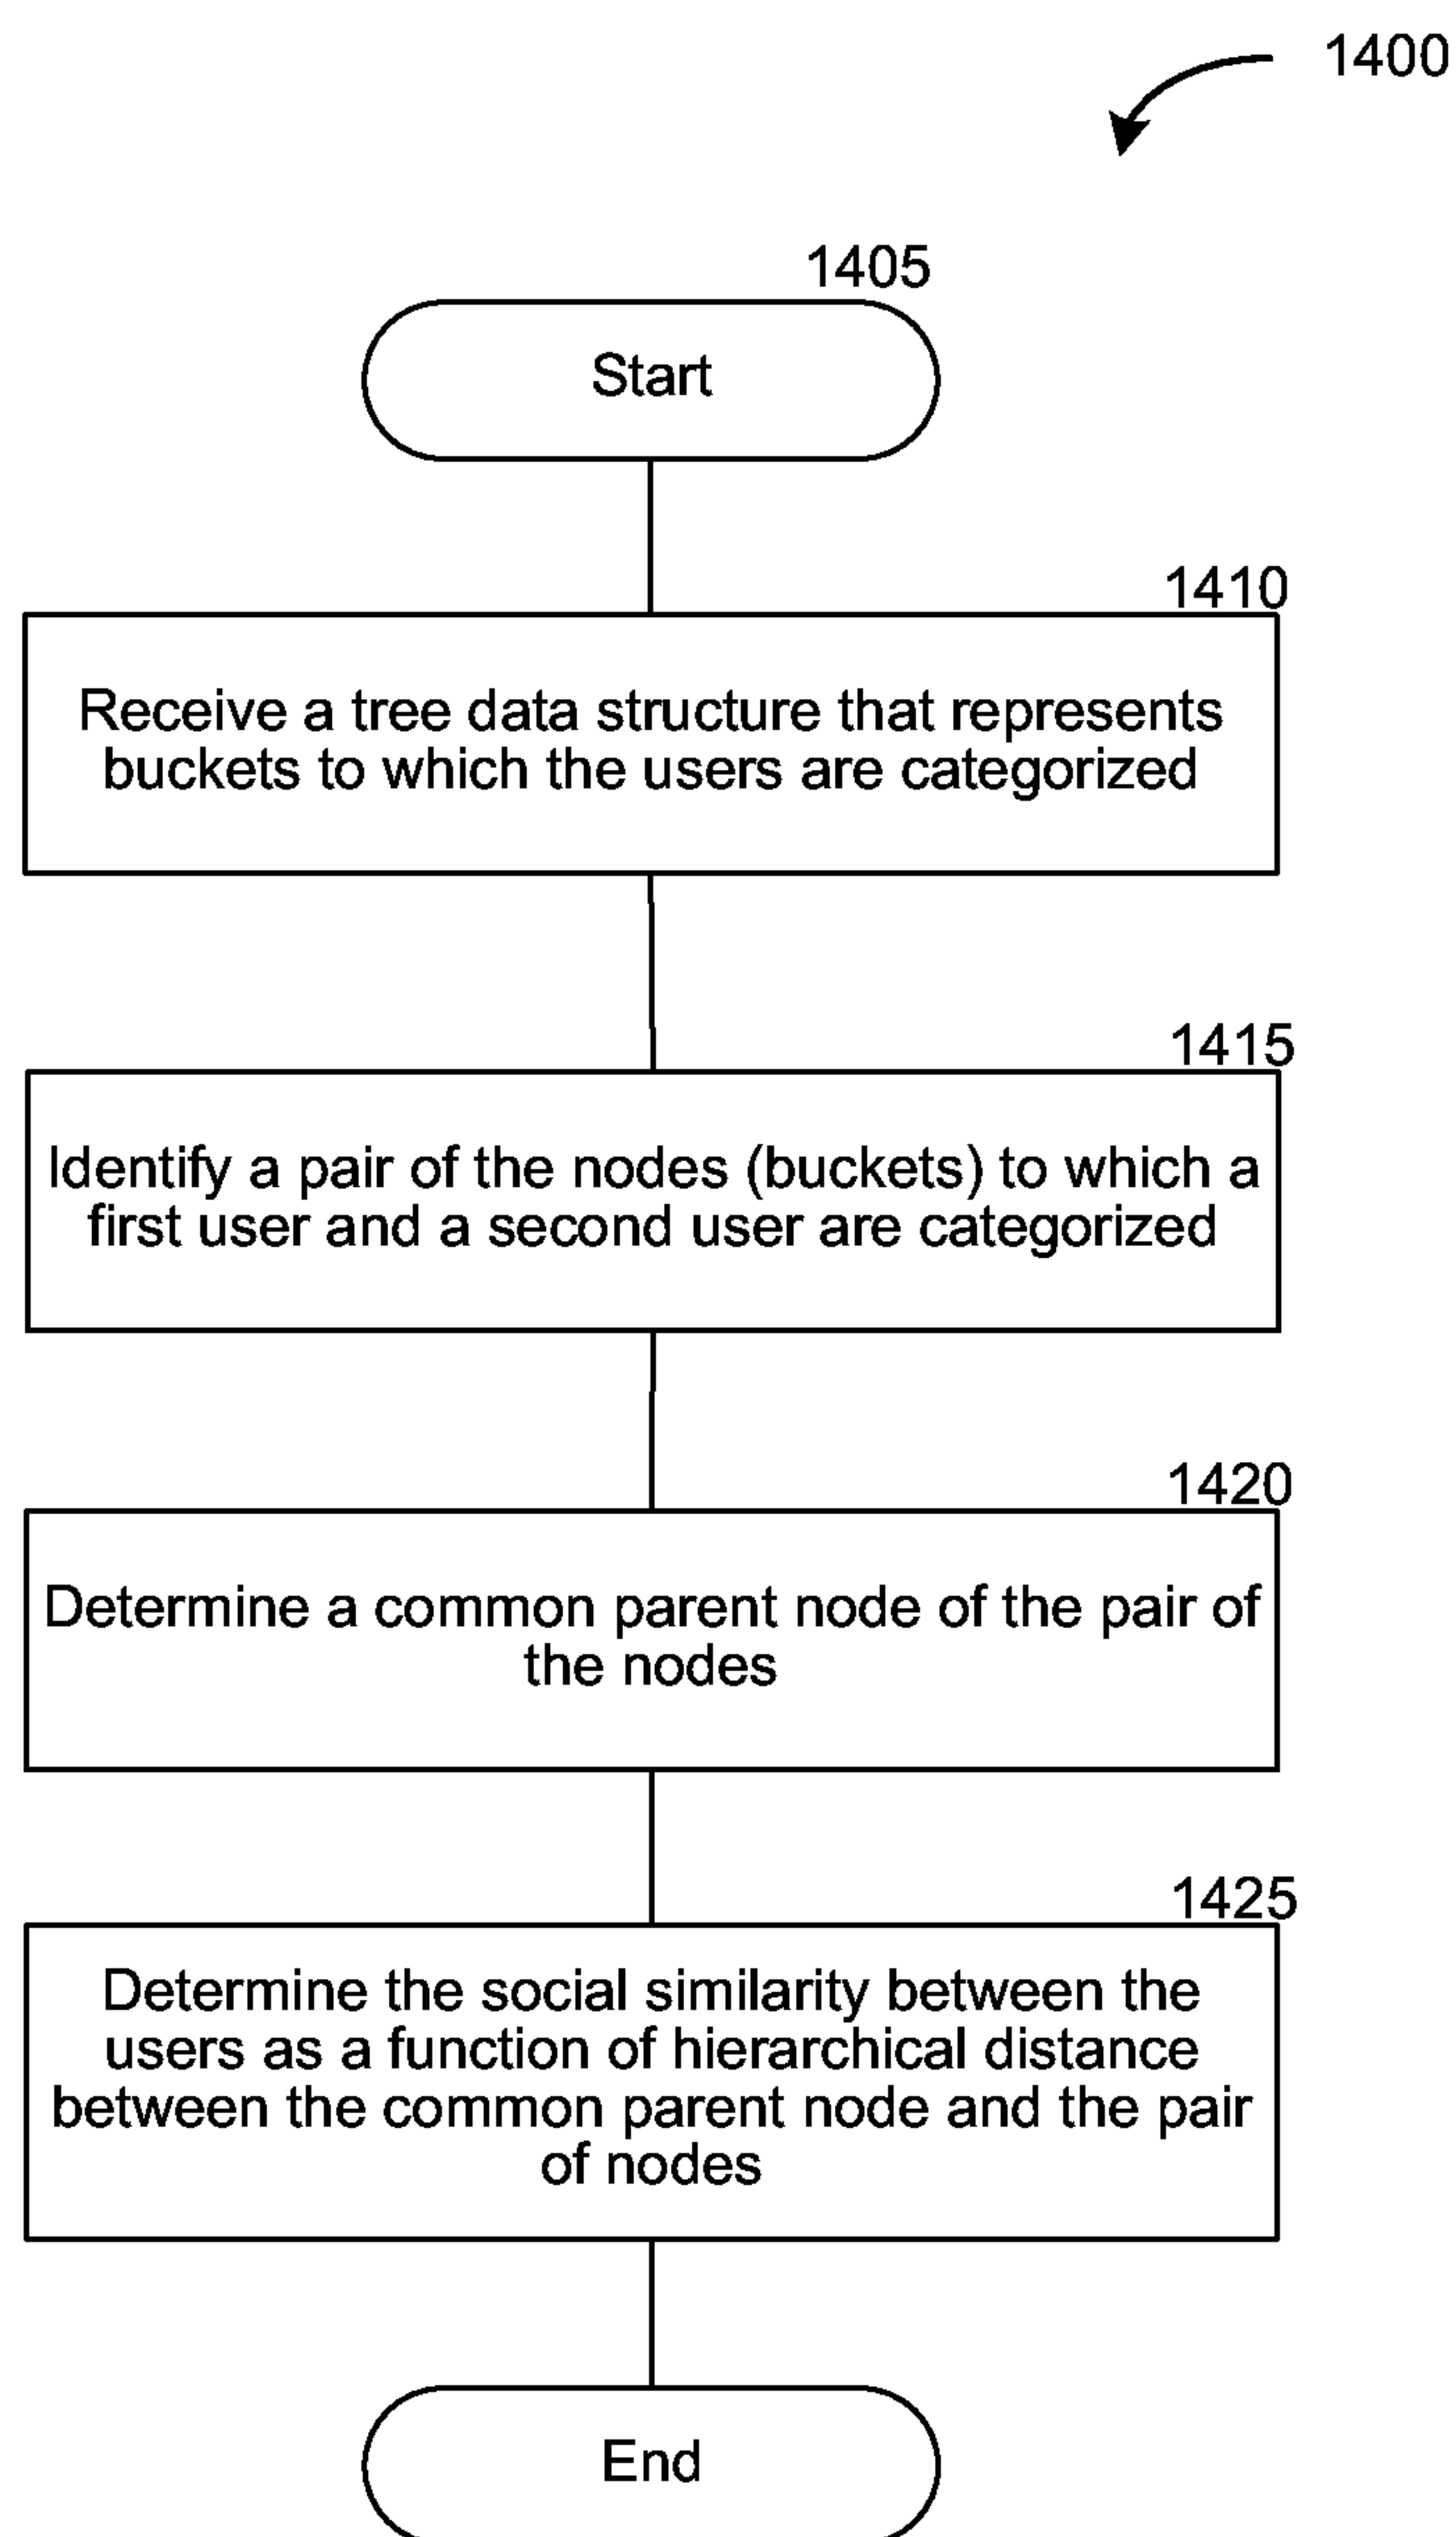 1400
1405
Start
1410
Receive a tree data structure that represents
buckets to which the users are categorized
1415
Identify a pair of the nodes (buckets) to which a
first user and a second user are categorized
1420
Determine a common parent node of the pair of
the nodes
1425
Determine the social similarity between the
users as a function of hierarchical distance
between the common parent node and the pair
of nodes
End